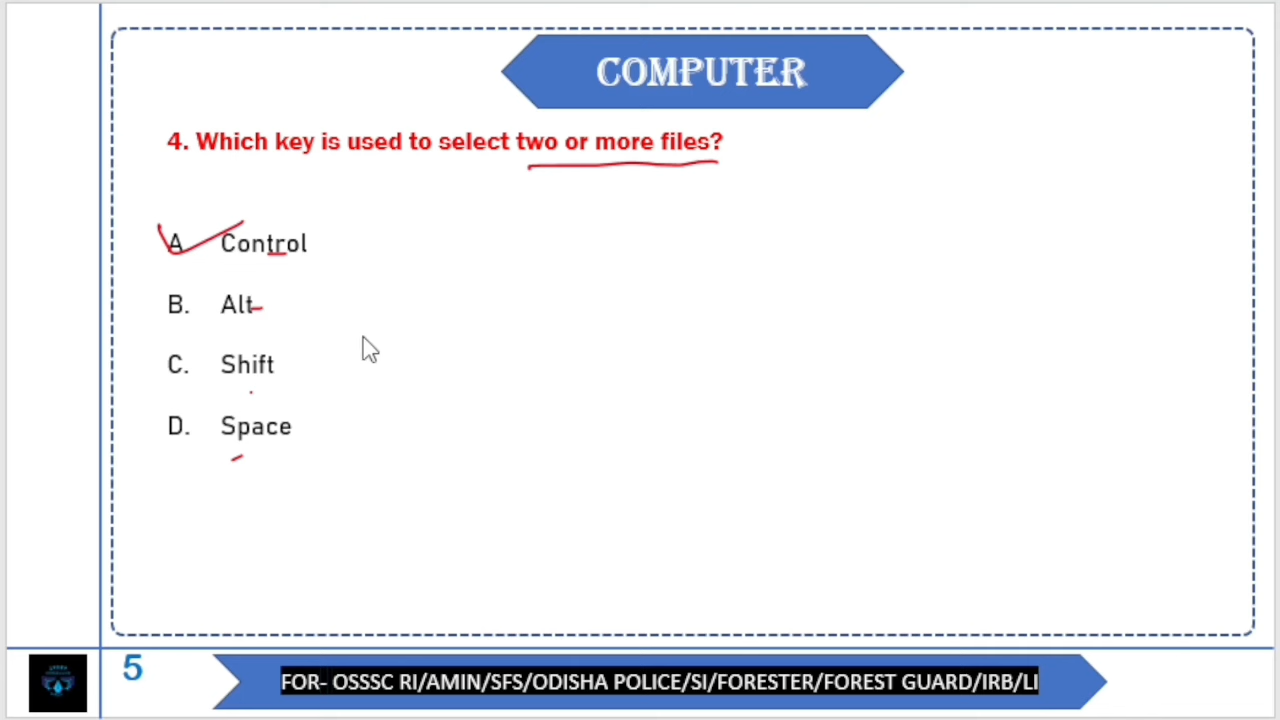 COMPUTER
4. Which key is used to select two or more files?
A Control
B. Alt
C. Shift
D. Space
5
FOR- OSSSC RI/AMIN/SFS/ODISHA POLICE/SI/FORESTER/FOREST GUARD/IRB/LI